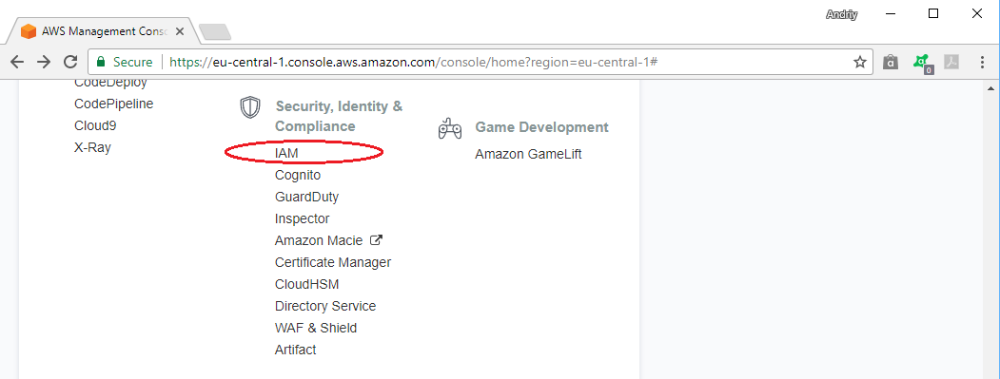 Andriy
AWS Management Conso
Secure
https://eu-central-1.console.aws.amazon.com/console/home?region=eu-central-1#
0
CodeDeploy
CodePipeline
Cloud9
X-Ray
Security, Identity &
Compliance
IAM
Cognito
GuardDuty
Inspector
Amazon Macie
Certificate Manager
CloudHSM
Directory Service
WAF & Shield
Artifact
Game Development
Amazon GameLift